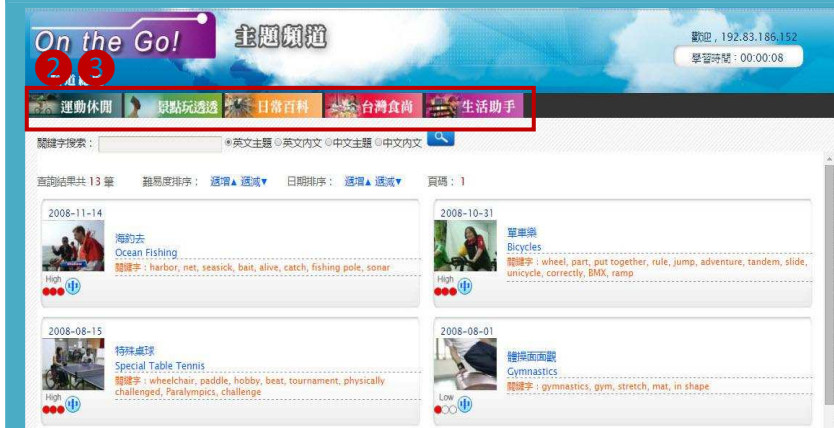 On the Go!
主題頻道
歡迎，192.83.186.152
學習時間：00:00:08
2 3
道
運動休閒 景點玩透透 日常百科 台灣食尚 生活助手
關鍵字搜索： 英文主題 英文內文 中文主題 中文內文
查詢結果共 13 筆 難易度排序： 遞增▲ 遞減▼ 日期排序： 遞增▲ 遞減▼ 頁碼：1
2008-11-14
海釣去
Ocean Fishing
關鍵字：harbor, net, seasick, bait, alive, catch, fishing pole, sonar
High 中
2008-10-31
單車樂
Bicycles
關鍵字：wheel, part, put together, rule, jump, adventure, tandem, slide,
unicycle, correctly, BMX, ramp
High 中
2008-08-15
特殊桌球
Special Table Tennis
關鍵字：wheelchair, paddle, hobby, beat, tournament, physically
challenged, Paralympics, challenge
High 中
2008-08-01
體操面面觀
Gymnastics
關鍵字：gymnastics, gym, stretch, mat, in shape
Low 中